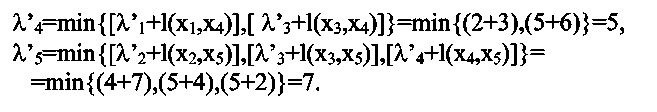 λ’₄=min{[λ’₁+l(x₁,x₄)],[ λ’₃+l(x₃,x₄)]}=min{(2+3),(5+6)}=5,
λ’₅=min{[λ’₂+l(x₂,x₅)],[λ’₃+l(x₃,x₅)],[λ’₄+l(x₄,x₅)]}=
=min{(4+7),(5+4),(5+2)}=7.